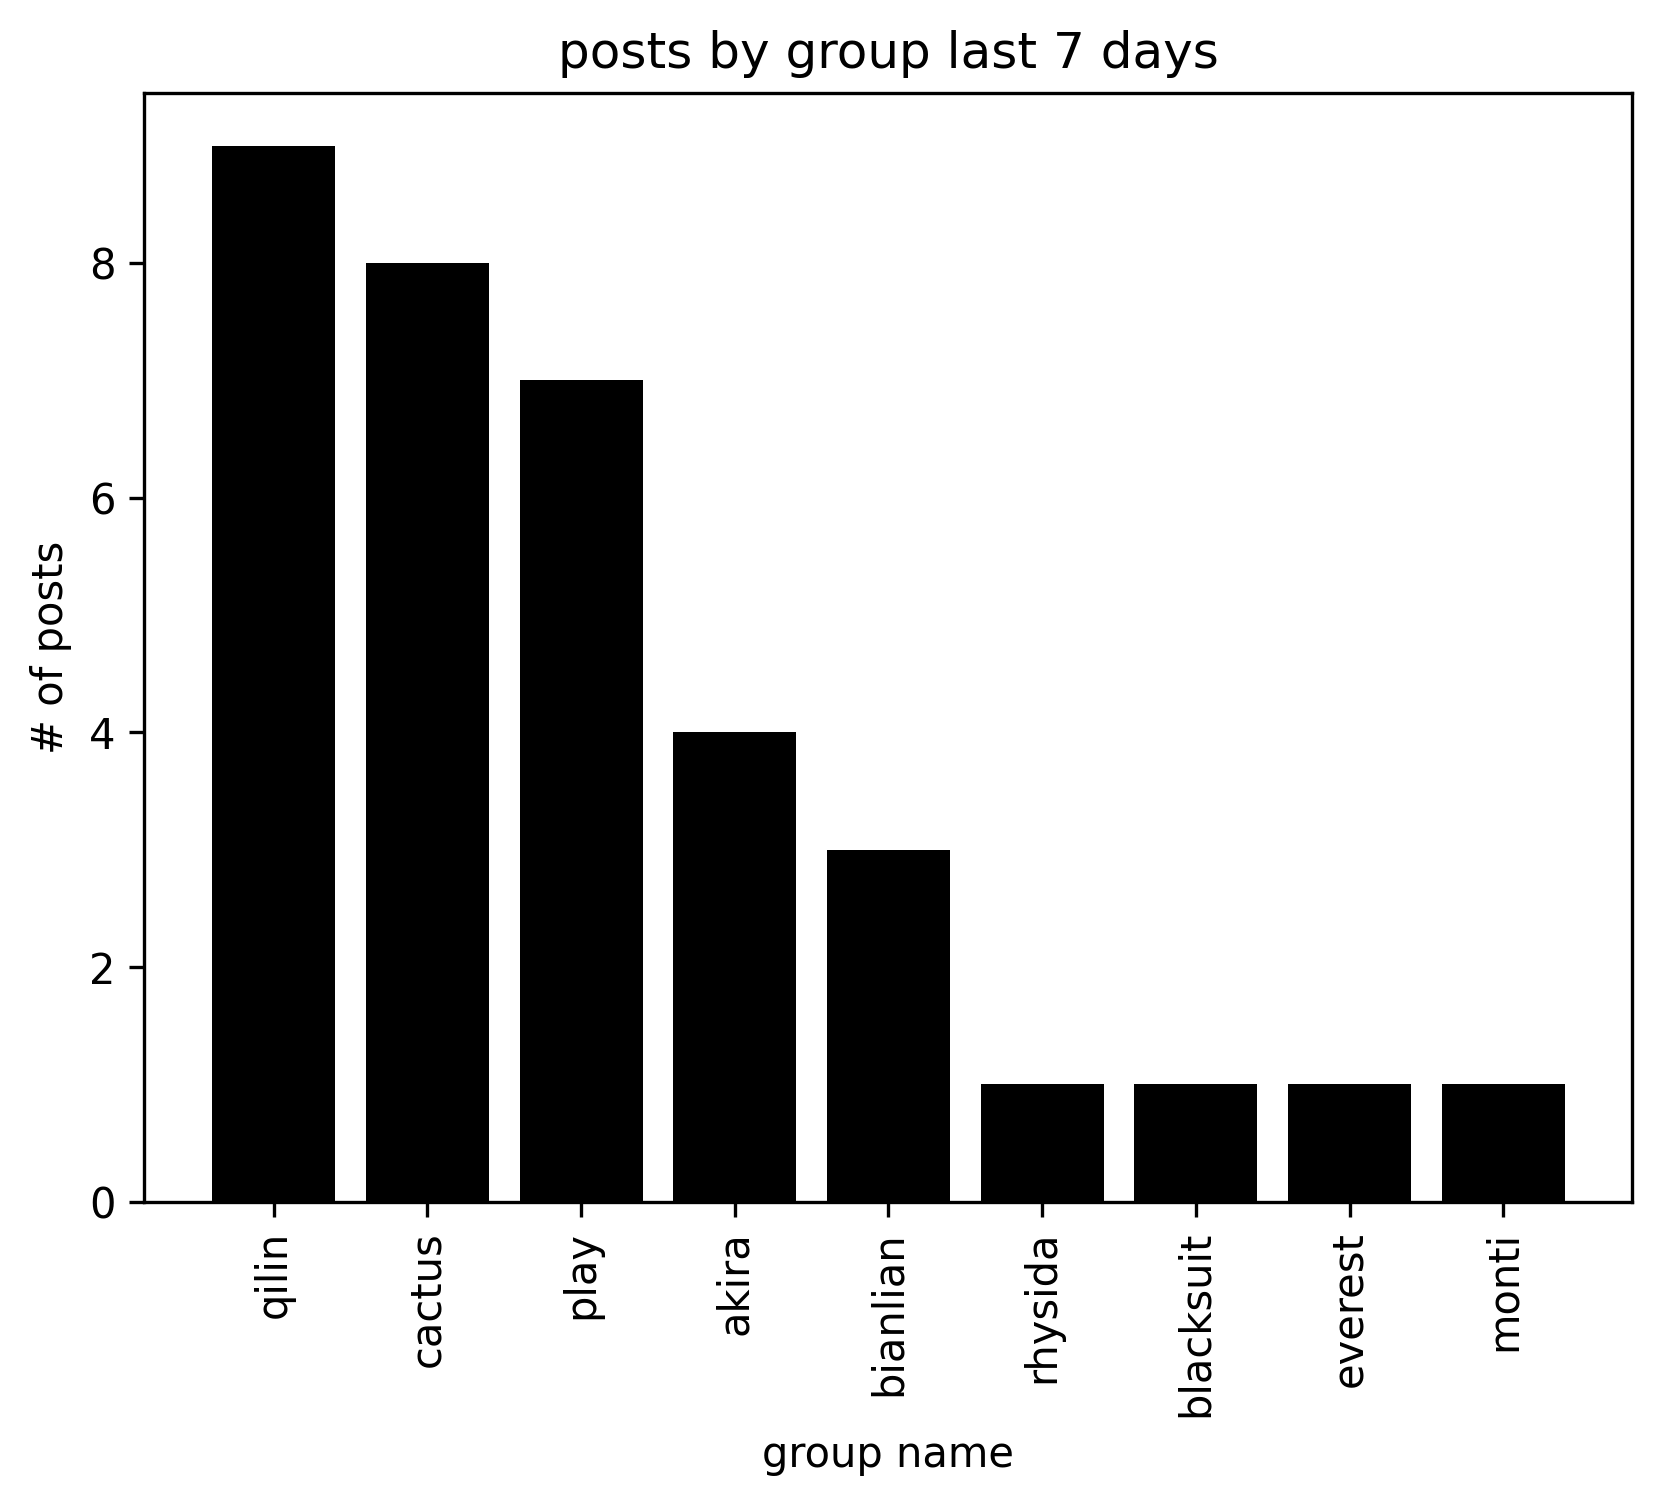 posts by group last 7 days
# of posts
8
6
4
2
0
qilin
cactus
play
akira
bianlian
rhysida
blacksuit
everest
monti
group name